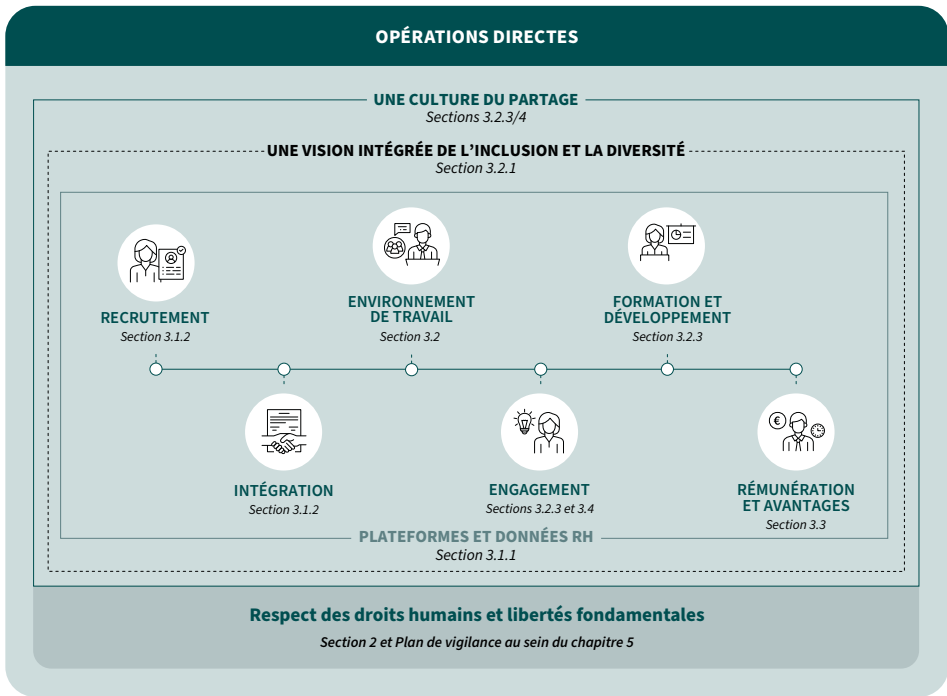 OPÉRATIONS DIRECTES
UNE CULTURE DU PARTAGE
Sections 3.2.3/4
UNE VISION INTÉGRÉE DE L’INCLUSION ET LA DIVERSITÉ
Section 3.2.1
RECRUTEMENT
Section 3.1.2
ENVIRONNEMENT
DE TRAVAIL
Section 3.2
FORMATION ET
DÉVELOPPEMENT
Section 3.2.3
INTÉGRATION
Section 3.1.2
ENGAGEMENT
Sections 3.2.3 et 3.4
€
RÉMUNÉRATION
ET AVANTAGES
Section 3.3
PLATEFORMES ET DONNÉES RH
Section 3.1.1
Respect des droits humains et libertés fondamentales
Section 2 et Plan de vigilance au sein du chapitre 5